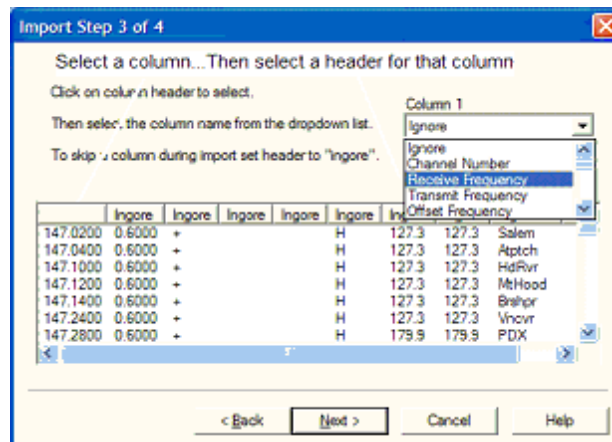 Import Step 3 of 4
Select a column...Then select a header for that column
Click on column header to select.
Column 1
Then select the column name from the dropdown list.
Ignore
To skip a column during import set header to "ingore".
Ignore
Channel Number
Receive Frequency
Transmit Frequency
Offset Frequency
Ingore Ingore Ingore Ingore Ingore
147.0200 0.6000 + H 127.3 127.3 Salem
147.0400 0.6000 + H 127.3 127.3 Atptch
147.1000 0.6000 + H 127.3 127.3 HdRvr
147.1200 0.6000 + H 127.3 127.3 MtHood
147.1400 0.6000 + H 127.3 127.3 Brshpr
147.2400 0.6000 + H 127.3 127.3 Vncvr
147.2800 0.6000 + H 179.9 179.9 PDX
< Back Next > Cancel Help